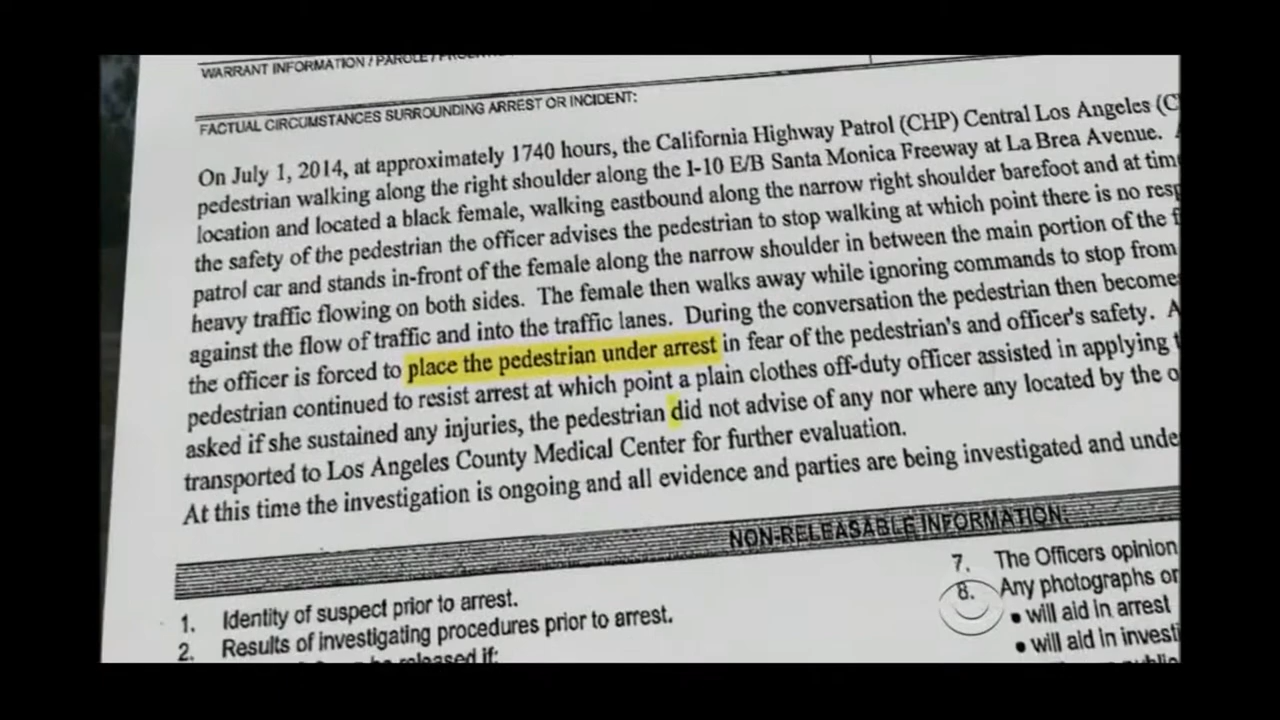 WARRANT INFORMATION / PAROLE /
FACTUAL CIRCUMSTANCES SURROUNDING ARREST OR INCIDENT:
On July 1, 2014, at approximately 1740 hours, the California Highway Patrol (CHP) Central Los Angeles (C
pedestrian walking along the right shoulder along the I-10 E/B Santa Monica Freeway at La Brea Avenue.
location and located a black female, walking eastbound along the narrow right shoulder barefoot and at tim
the safety of the pedestrian the officer advises the pedestrian to stop walking at which point there is no resp
patrol car and stands in-front of the female along the narrow shoulder in between the main portion of the f
heavy traffic flowing on both sides. The female then walks away while ignoring commands to stop from
against the flow of traffic and into the traffic lanes. During the conversation the pedestrian then become
the officer is forced to place the pedestrian under arrest in fear of the pedestrian's and officer's safety. A
pedestrian continued to resist arrest at which point a plain clothes off-duty officer assisted in applying t
asked if she sustained any injuries, the pedestrian did not advise of any nor where any located by the o
transported to Los Angeles County Medical Center for further evaluation.
At this time the investigation is ongoing and all evidence and parties are being investigated and unde
NON-RELEASABLE INFORMATION:
1. Identity of suspect prior to arrest.
2. Results of investigating procedures prior to arrest.
released if:
7. The Officers opinion
8. Any photographs or
• will aid in arrest
• will aid in investi